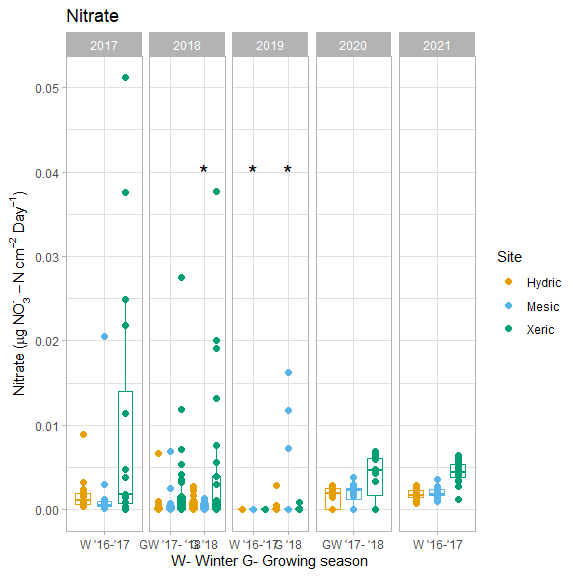 Nitrate
2017 2018 2019 2020 2021
0.05
0.04
0.03
0.02
0.01
0.00
Nitrate (µg NO₃⁻ – N cm⁻² Day⁻¹)
* * *
W '16-'17 GW '17- '18 G '18 W '16-'17 G '18 GW '17- '18 W '16-'17
W- Winter G- Growing season
Site
Hydric
Mesic
Xeric